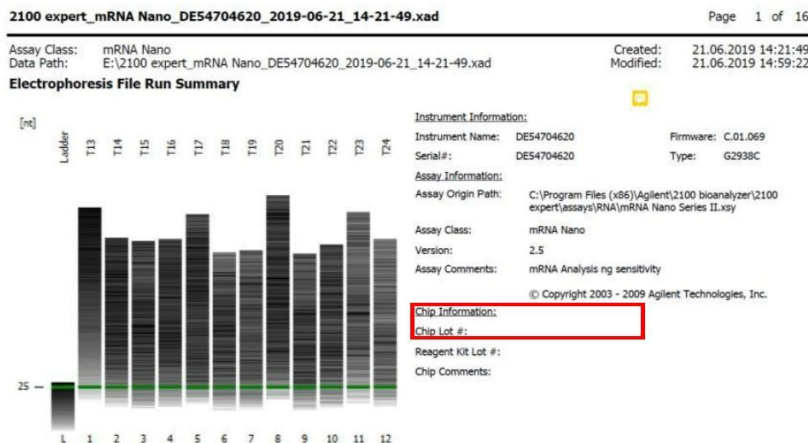 2100 expert_mRNA Nano_DE54704620_2019-06-21_14-21-49.xad Page 1 of 16
Assay Class: mRNA Nano Created: 21.06.2019 14:21:49
Data Path: E:\2100 expert_mRNA Nano_DE54704620_2019-06-21_14-21-49.xad Modified: 21.06.2019 14:59:22
Electrophoresis File Run Summary
[nt]
Ladder T13 T14 T15 T16 T17 T18 T19 T20 T21 T22 T23 T24
25
L 1 2 3 4 5 6 7 8 9 10 11 12
Instrument Information:
Instrument Name: DE54704620 Firmware: C.01.069
Serial#: DE54704620 Type: G2938C
Assay Information:
Assay Origin Path: C:\Program Files (x86)\Agilent\2100 bioanalyzer\2100
expert\assays\RNA\mRNA Nano Series II.xsy
Assay Class: mRNA Nano
Version: 2.5
Assay Comments: mRNA Analysis ng sensitivity
© Copyright 2003 - 2009 Agilent Technologies, Inc.
Chip Information:
Chip Lot #:
Reagent Kit Lot #:
Chip Comments: